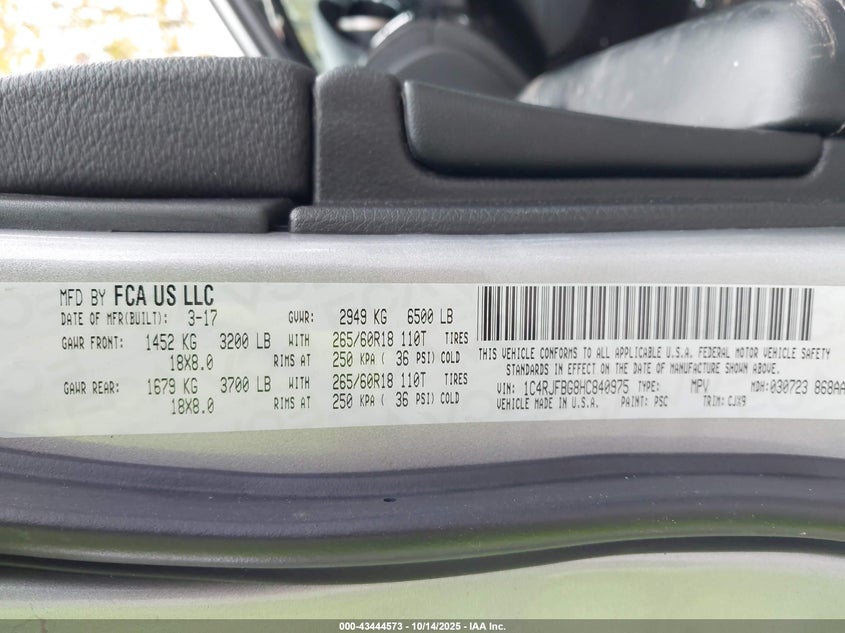 MFD BY FCA US LLC
DATE OF MFR(BUILT): 3-17 GVWR: 2949 KG 6500 LB
GAWR FRONT: 1452 KG 3200 LB WITH 265/60R18 110T TIRES
18X8.0 RIMS AT 250 KPA ( 36 PSI) COLD
GAWR REAR: 1679 KG 3700 LB WITH 265/60R18 110T TIRES
18X8.0 RIMS AT 250 KPA ( 36 PSI) COLD
THIS VEHICLE CONFORMS TO ALL APPLICABLE U.S.A. FEDERAL MOTOR VEHICLE SAFETY
STANDARDS IN EFFECT ON THE DATE OF MANUFACTURE SHOWN ABOVE.
VIN: 1C4RJFBG8HC840975 TYPE: MPV MDH: 030723 868AA
VEHICLE MADE IN U.S.A. PAINT: PSC TRIM: CJX9
000-43444573 | 10/14/2025 - IAA Inc.